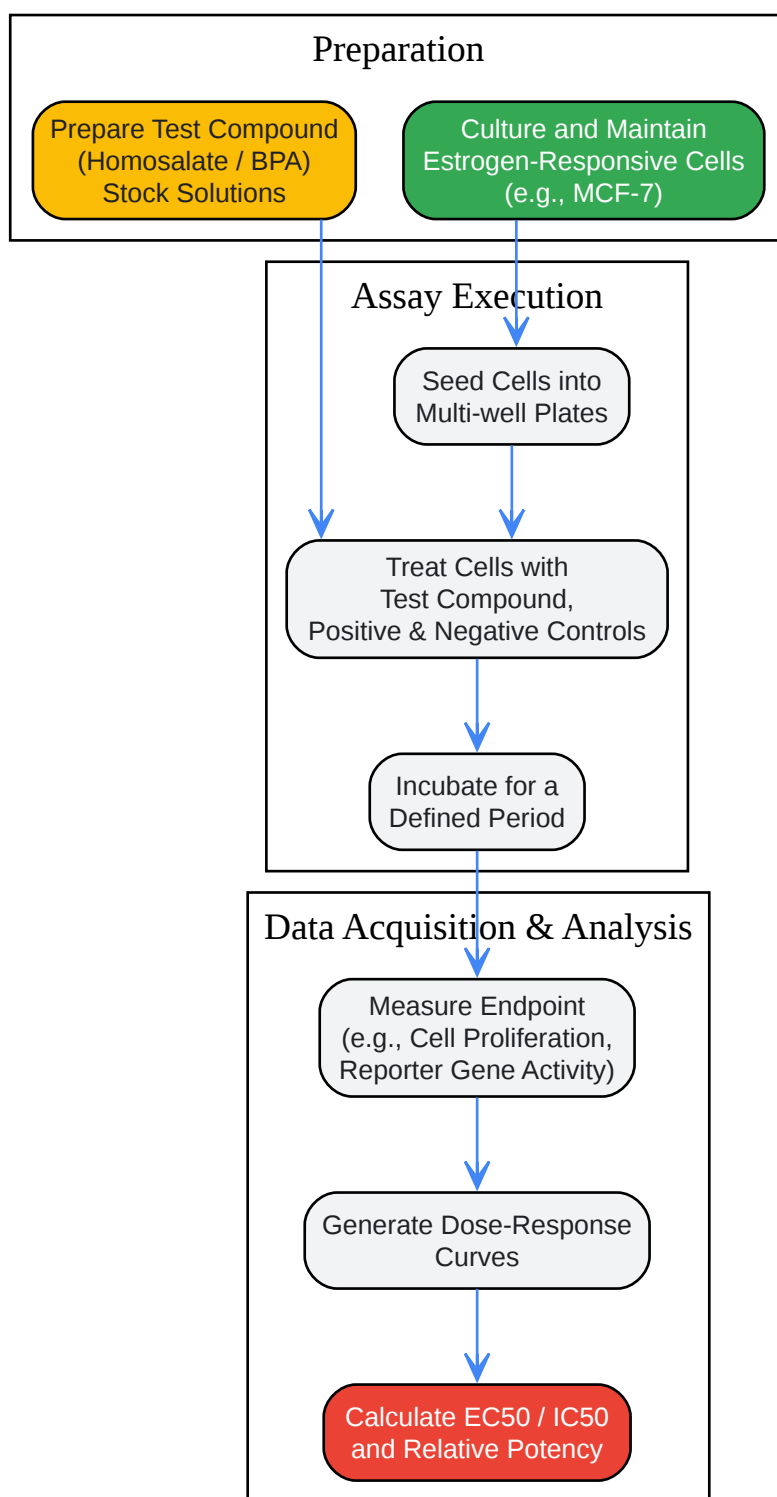 Preparation
Prepare Test Compound
(Homosalate / BPA)
Stock Solutions
Culture and Maintain
Estrogen-Responsive Cells
(e.g., MCF-7)
Assay Execution
Seed Cells into
Multi-well Plates
Treat Cells with
Test Compound,
Positive & Negative Controls
Incubate for a
Defined Period
Data Acquisition & Analysis
Measure Endpoint
(e.g., Cell Proliferation,
Reporter Gene Activity)
Generate Dose-Response
Curves
Calculate EC50 / IC50
and Relative Potency